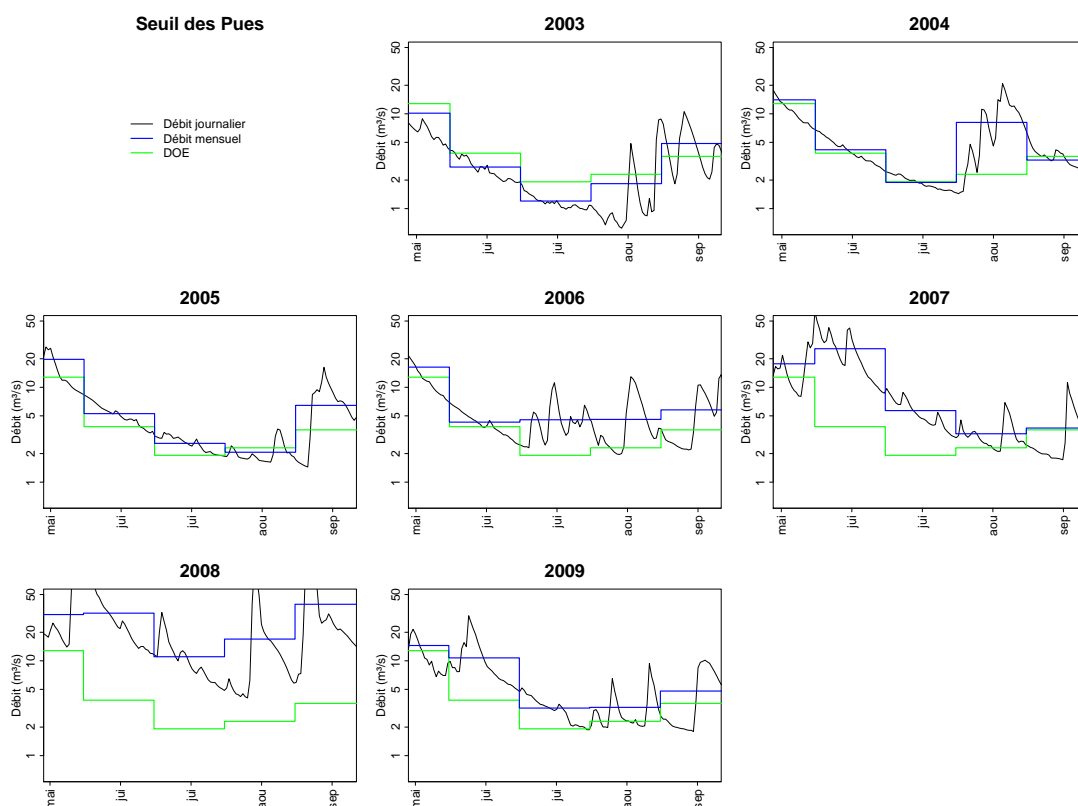 Seuil des Pues
Débit journalier
Débit mensuel
DOE
2003
Débit (m³/s)
50
20
10
5
2
1
mai
jui
jui
aou
sep
2004
Débit (m³/s)
50
20
10
5
2
1
mai
jui
jui
aou
sep
2005
Débit (m³/s)
50
20
10
5
2
1
mai
jui
jui
aou
sep
2006
Débit (m³/s)
50
20
10
5
2
1
mai
jui
jui
aou
sep
2007
Débit (m³/s)
50
20
10
5
2
1
mai
jui
jui
aou
sep
2008
Débit (m³/s)
50
20
10
5
2
1
mai
jui
jui
aou
sep
2009
Débit (m³/s)
50
20
10
5
2
1
mai
jui
jui
aou
sep